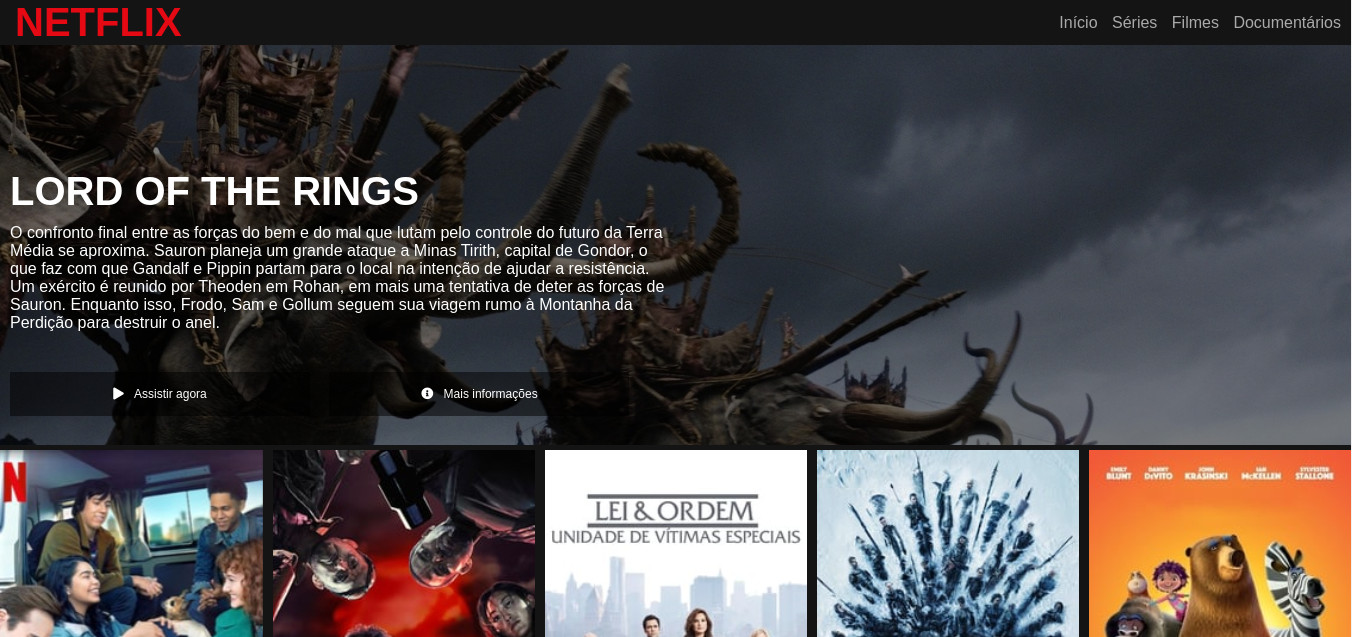 NETFLIX
Início Séries Filmes Documentários
LORD OF THE RINGS
O confronto final entre as forças do bem e do mal que lutam pelo controle do futuro da Terra
Média se aproxima. Sauron planeja um grande ataque a Minas Tirith, capital de Gondor, o
que faz com que Gandalf e Pippin partam para o local na intenção de ajudar a resistência.
Um exército é reunido por Theoden em Rohan, em mais uma tentativa de deter as forças de
Sauron. Enquanto isso, Frodo, Sam e Gollum seguem sua viagem rumo à Montanha da
Perdição para destruir o anel.
Assistir agora
Mais informações
N
LEI & ORDEM
UNIDADE DE VÍTIMAS ESPECIAIS
EMILY DANNY JOHN IAN SYLVESTER
BLUNT DeVITO KRASINSKI McKELLEN STALLONE